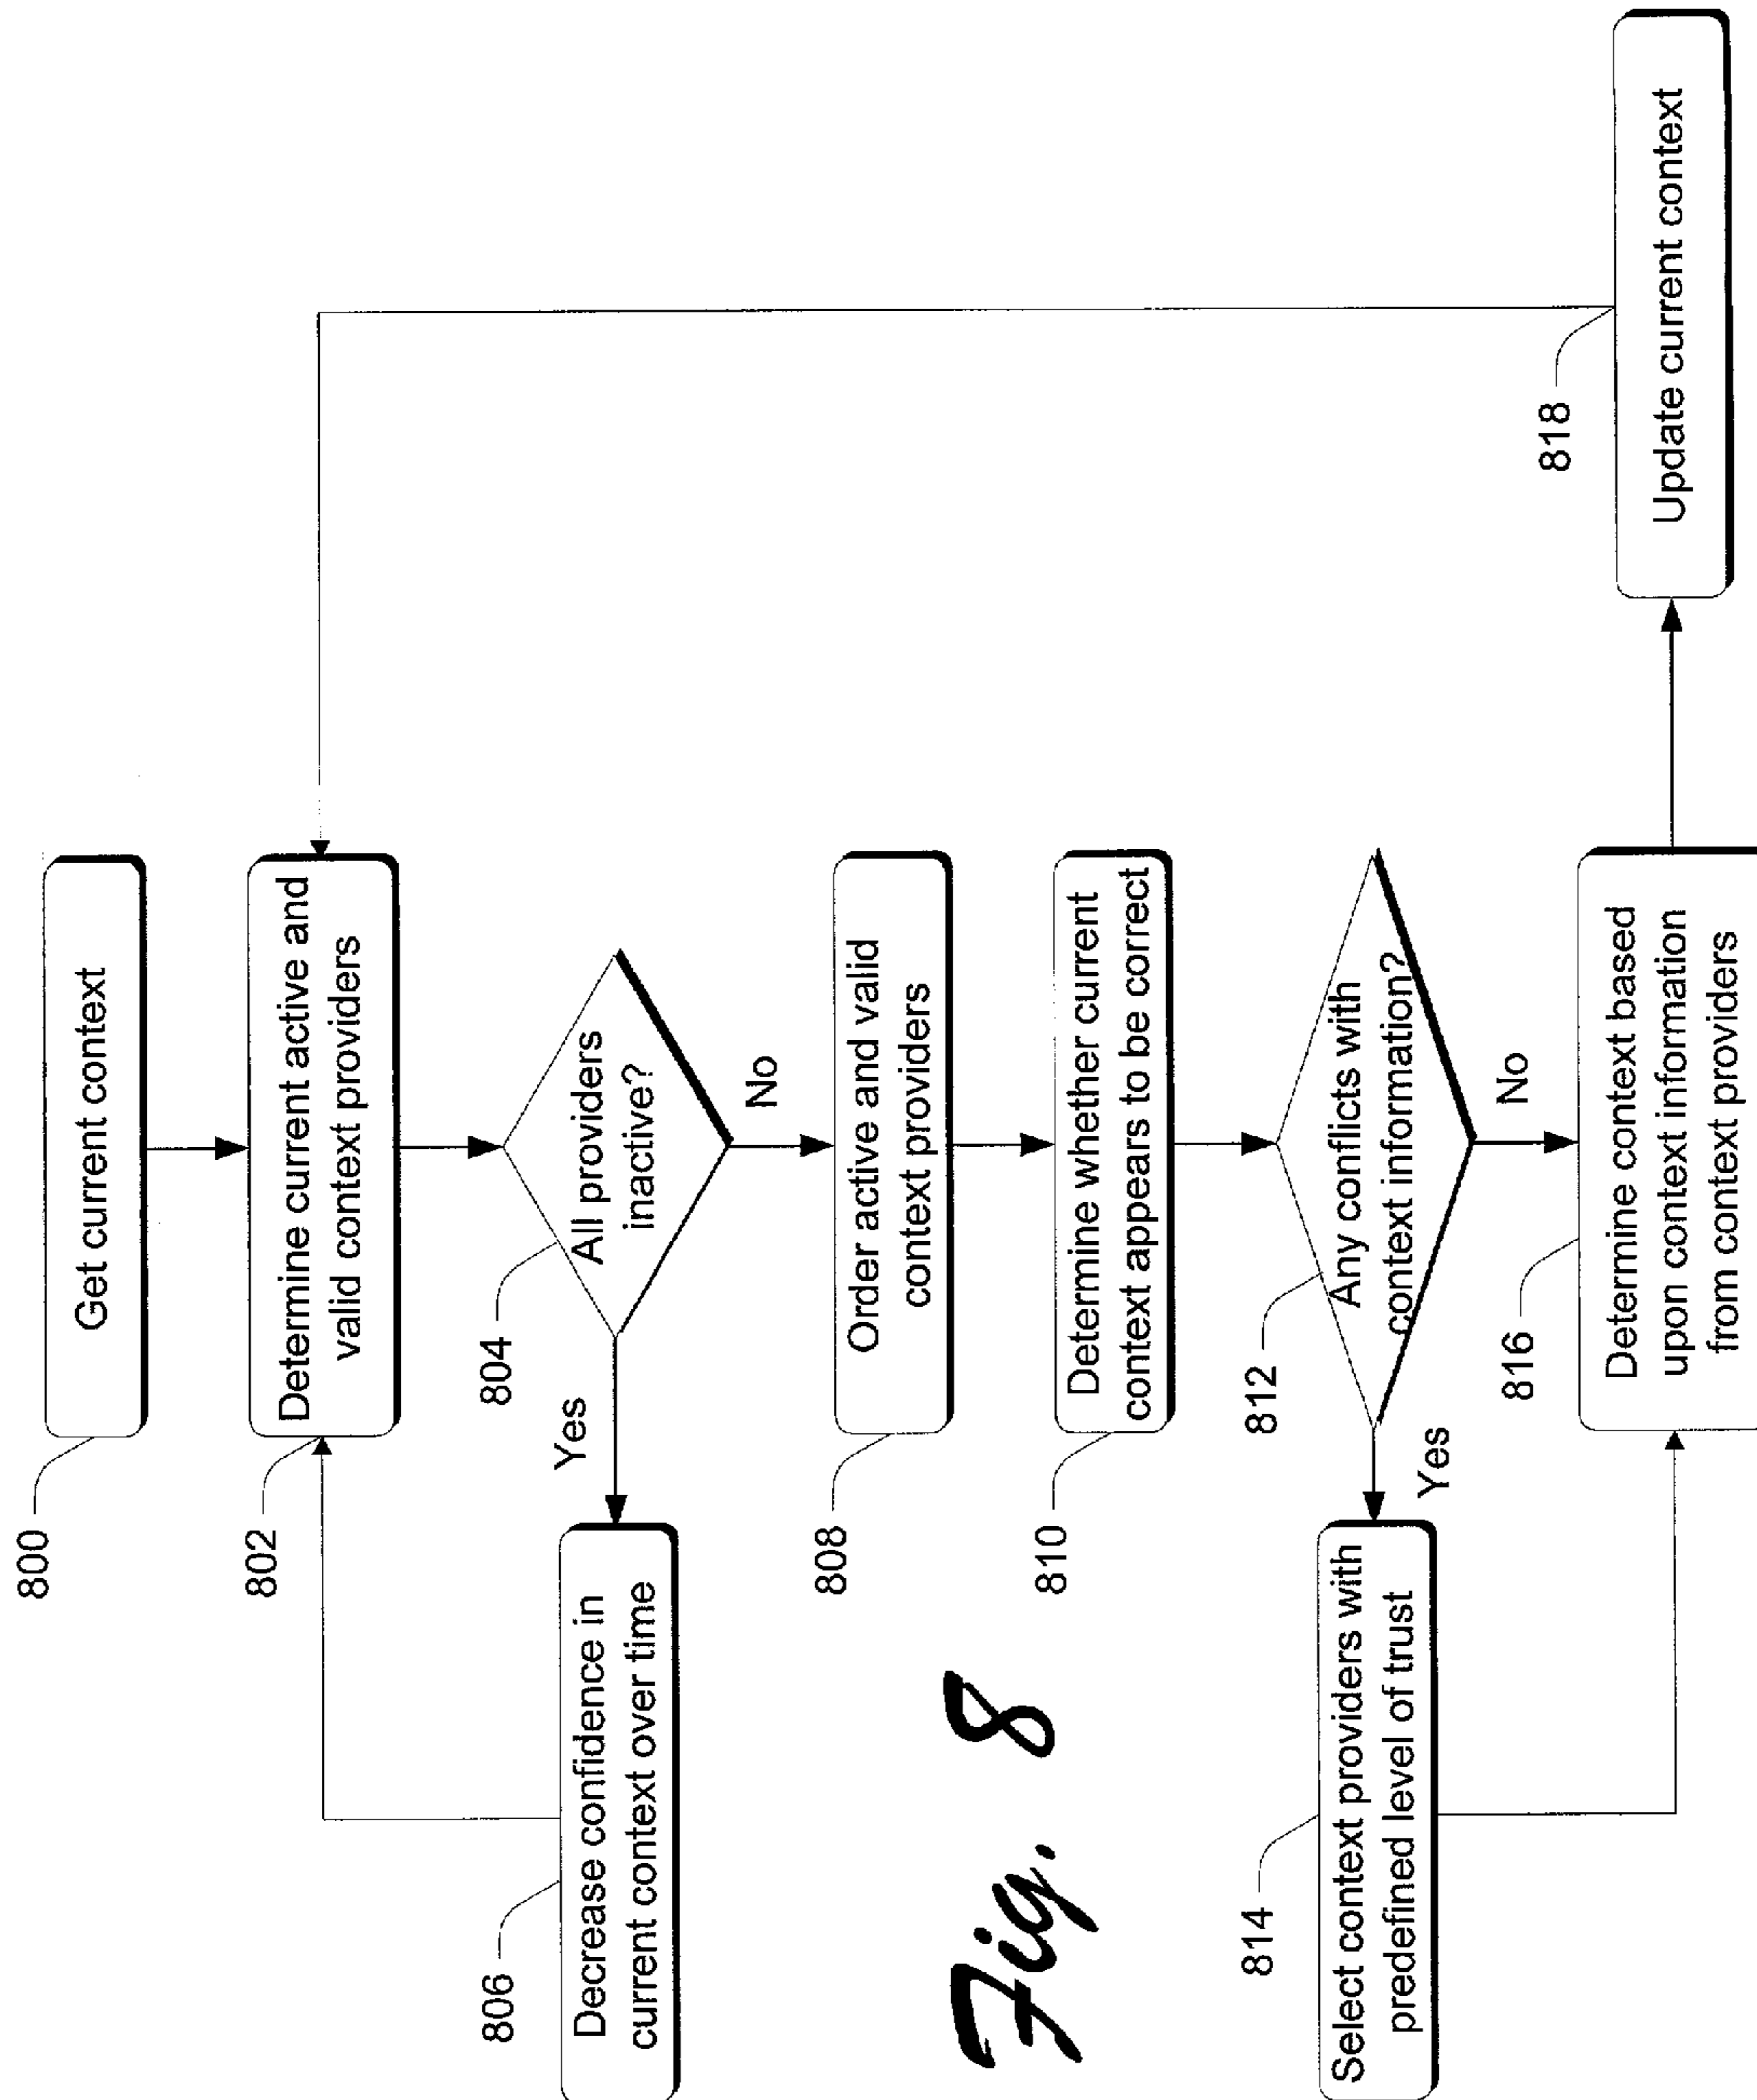 800
Get current context
802
Determine current active and
valid context providers
804
All providers
inactive?
Yes
No
806
Decrease confidence in
current context over time
808
Order active and valid
context providers
810
Determine whether current
context appears to be correct
812
Any conflicts with
context information?
Yes
No
814
Select context providers with
predefined level of trust
816
Determine context based
upon context information
from context providers
818
Update current context
Fig. 8